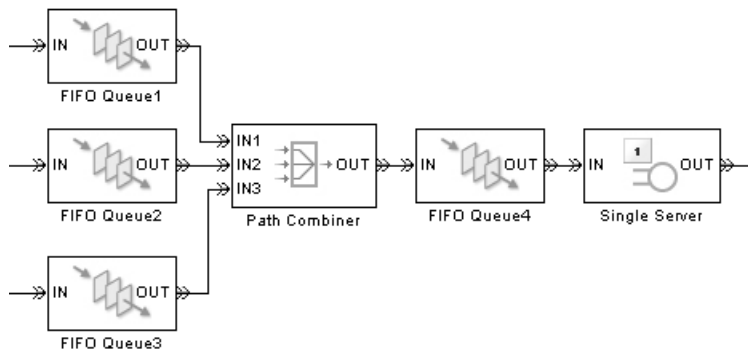 IN OUT
FIFO Queue1
IN OUT
FIFO Queue2
IN OUT
FIFO Queue3
IN1
IN2 OUT
IN3
Path Combiner
IN OUT
FIFO Queue4
1
IN OUT
Single Server